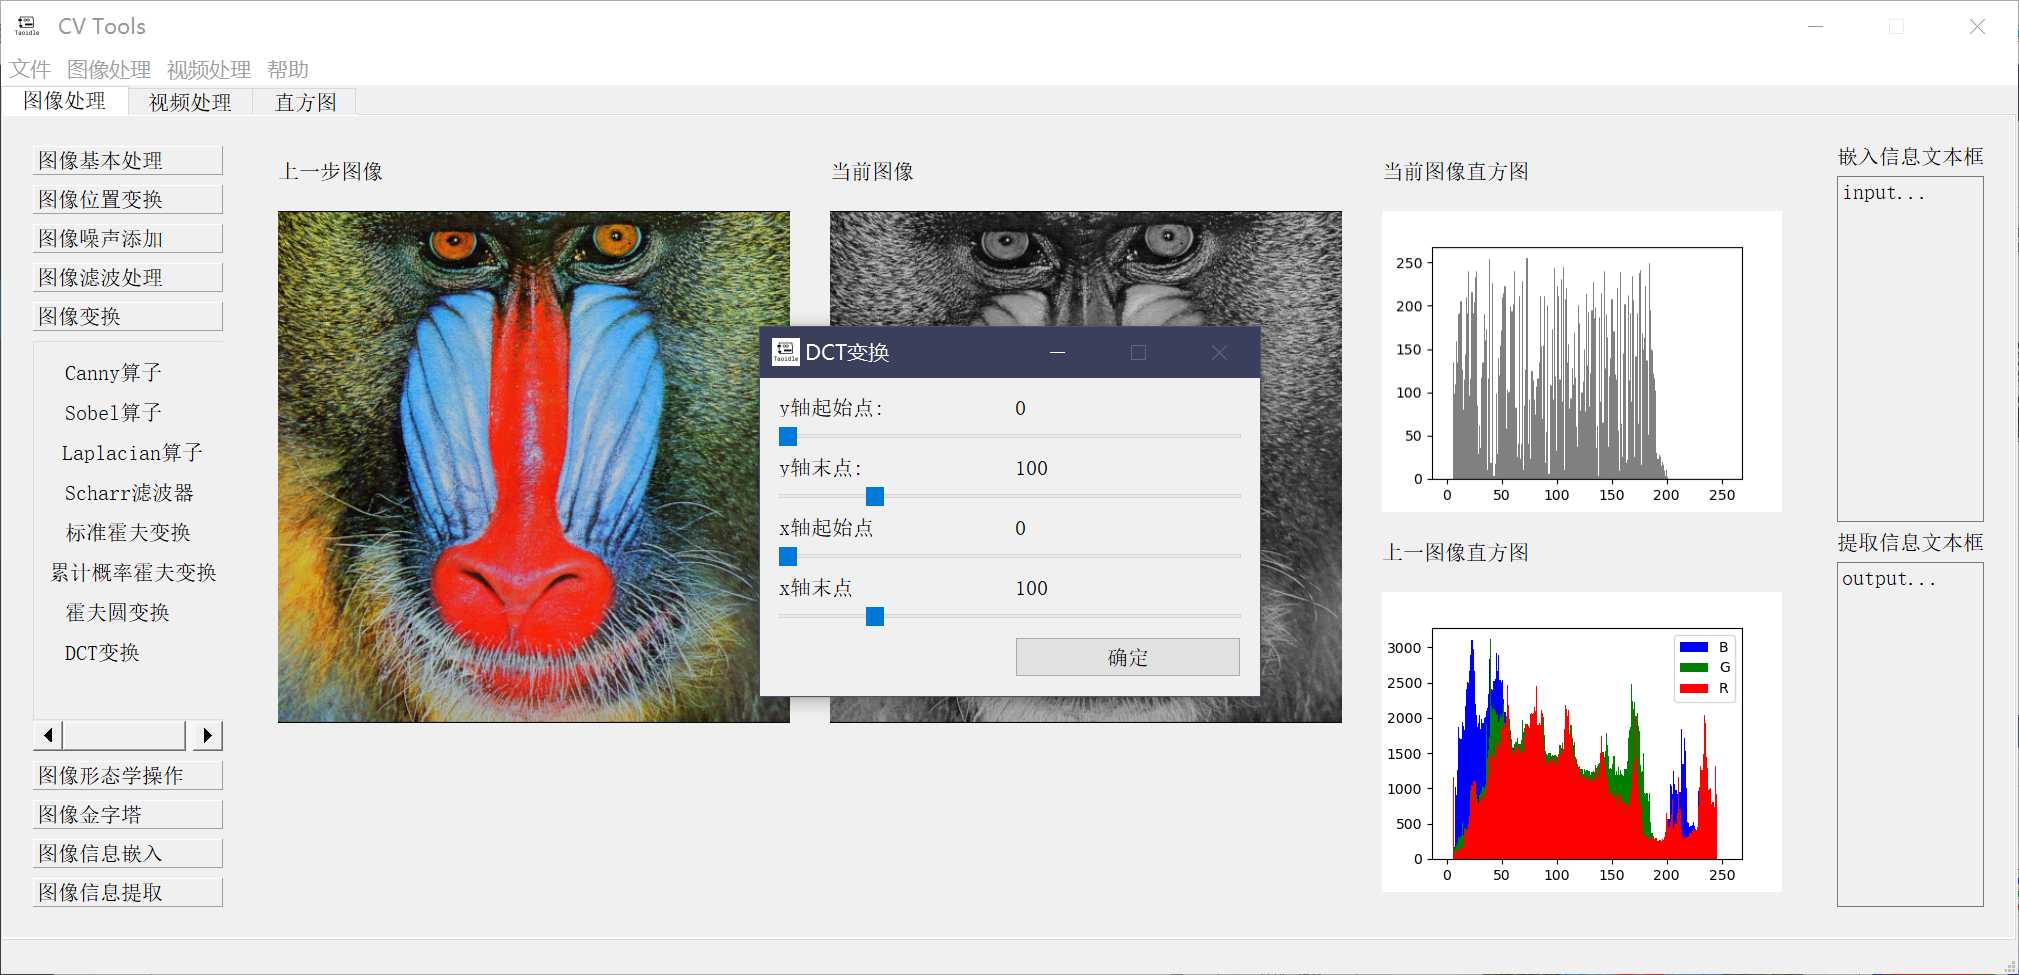 CV Tools
文件 图像处理 视频处理 帮助
图像处理 视频处理 直方图
图像基本处理
图像位置变换
图像噪声添加
图像滤波处理
图像变换
Canny算子
Sobel算子
Laplacian算子
Scharr滤波器
标准霍夫变换
累计概率霍夫变换
霍夫圆变换
DCT变换
图像形态学操作
图像金字塔
图像信息嵌入
图像信息提取
上一步图像
当前图像
Taoidle
DCT变换
y轴起始点: 0
y轴末点: 100
x轴起始点 0
x轴末点 100
确定
当前图像直方图
250
200
150
100
50
0
0 50 100 150 200 250
上一图像直方图
3000
2500
2000
1500
1000
500
0
0 50 100 150 200 250
B
G
R
嵌入信息文本框
input...
提取信息文本框
output...